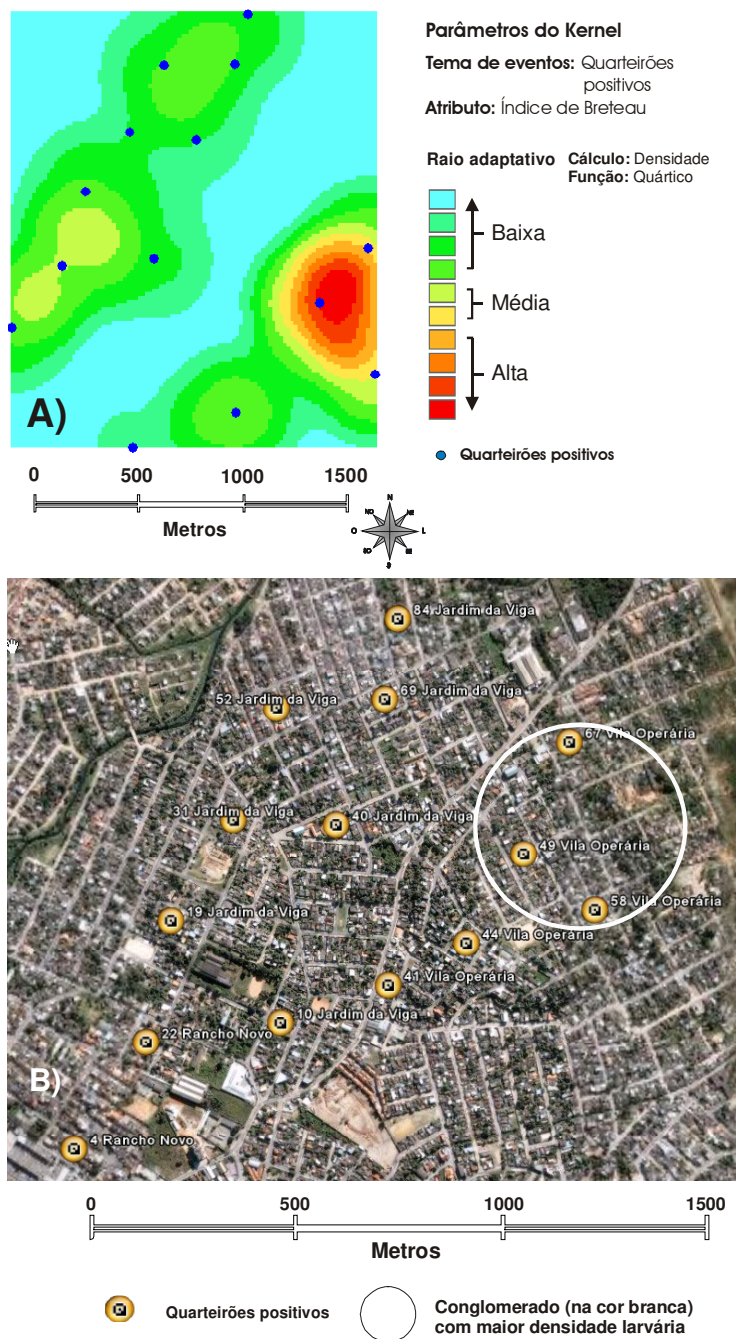 Parâmetros do Kernel
Tema de eventos: Quarteirões
positivos
Atributo: Índice de Breteau
Raio adaptativo
Cálculo: Densidade
Função: Quártico
Baixa
Média
Alta
Quarteirões positivos
A)
0 500 1000 1500
Metros
N
NO NE
O L
SO SE
S
84 Jardim da Viga
69 Jardim da Viga
52 Jardim da Viga
67 Vila Operária
31 Jardim da Viga
40 Jardim da Viga
49 Vila Operária
19 Jardim da Viga
58 Vila Operária
44 Vila Operária
41 Vila Operária
10 Jardim da Viga
22 Rancho Novo
B)
4 Rancho Novo
0 500 1000 1500
Metros
Quarteirões positivos
Conglomerado (na cor branca)
com maior densidade larvária